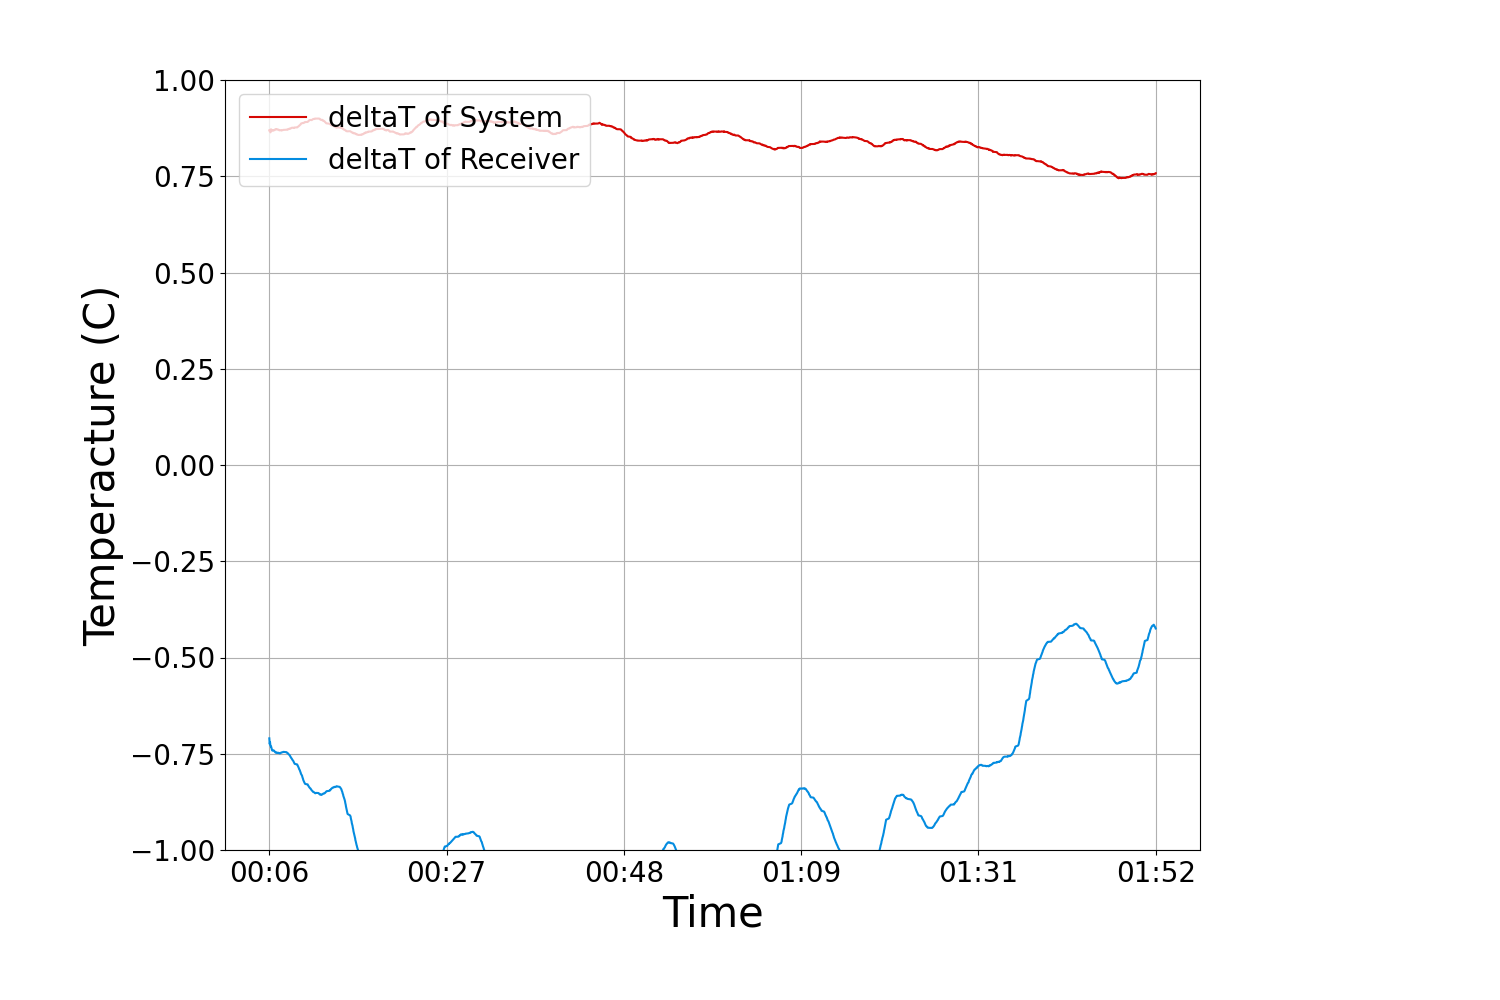 deltaT of System
deltaT of Receiver
1.00
0.75
0.50
0.25
0.00
−0.25
−0.50
−0.75
−1.00
Temperacture (C)
00:06 00:27 00:48 01:09 01:31 01:52
Time